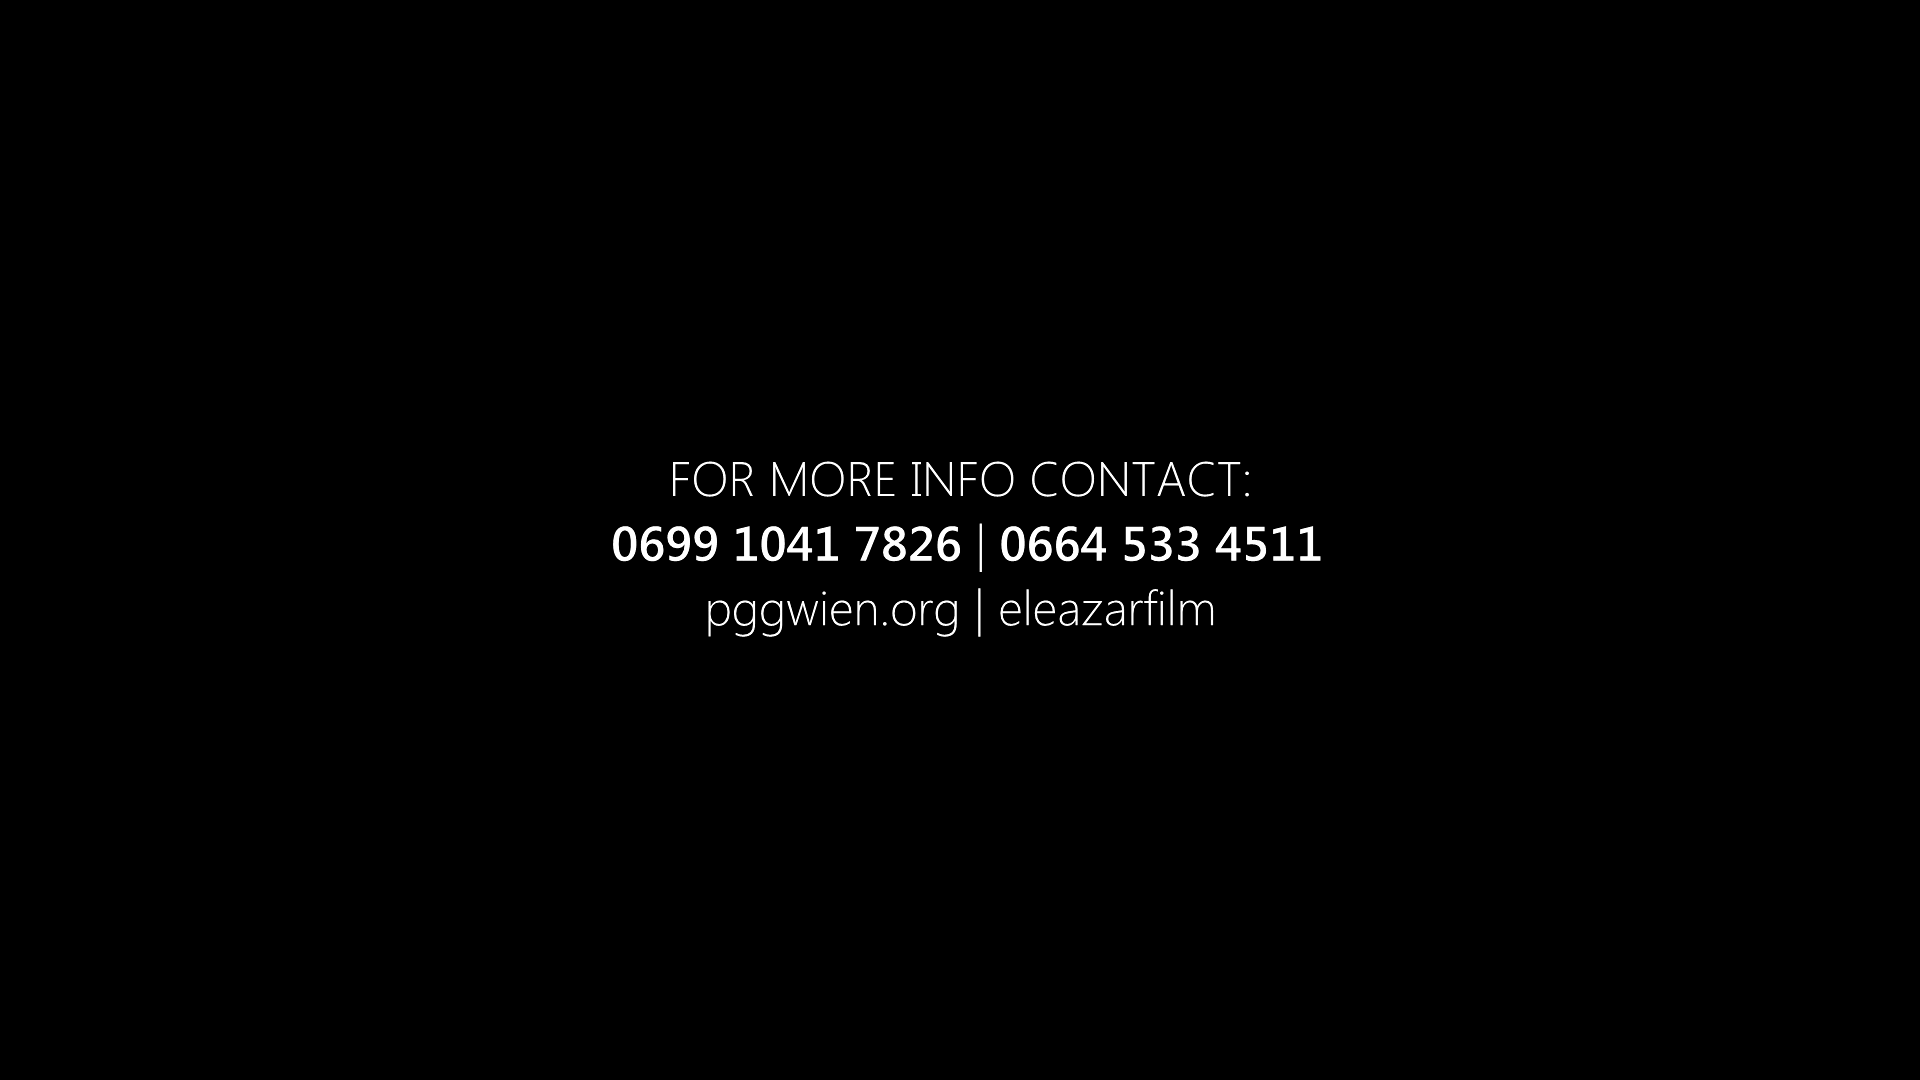 FOR MORE INFO CONTACT:
0699 1041 7826 | 0664 533 4511
pggwien.org | eleazarfilm